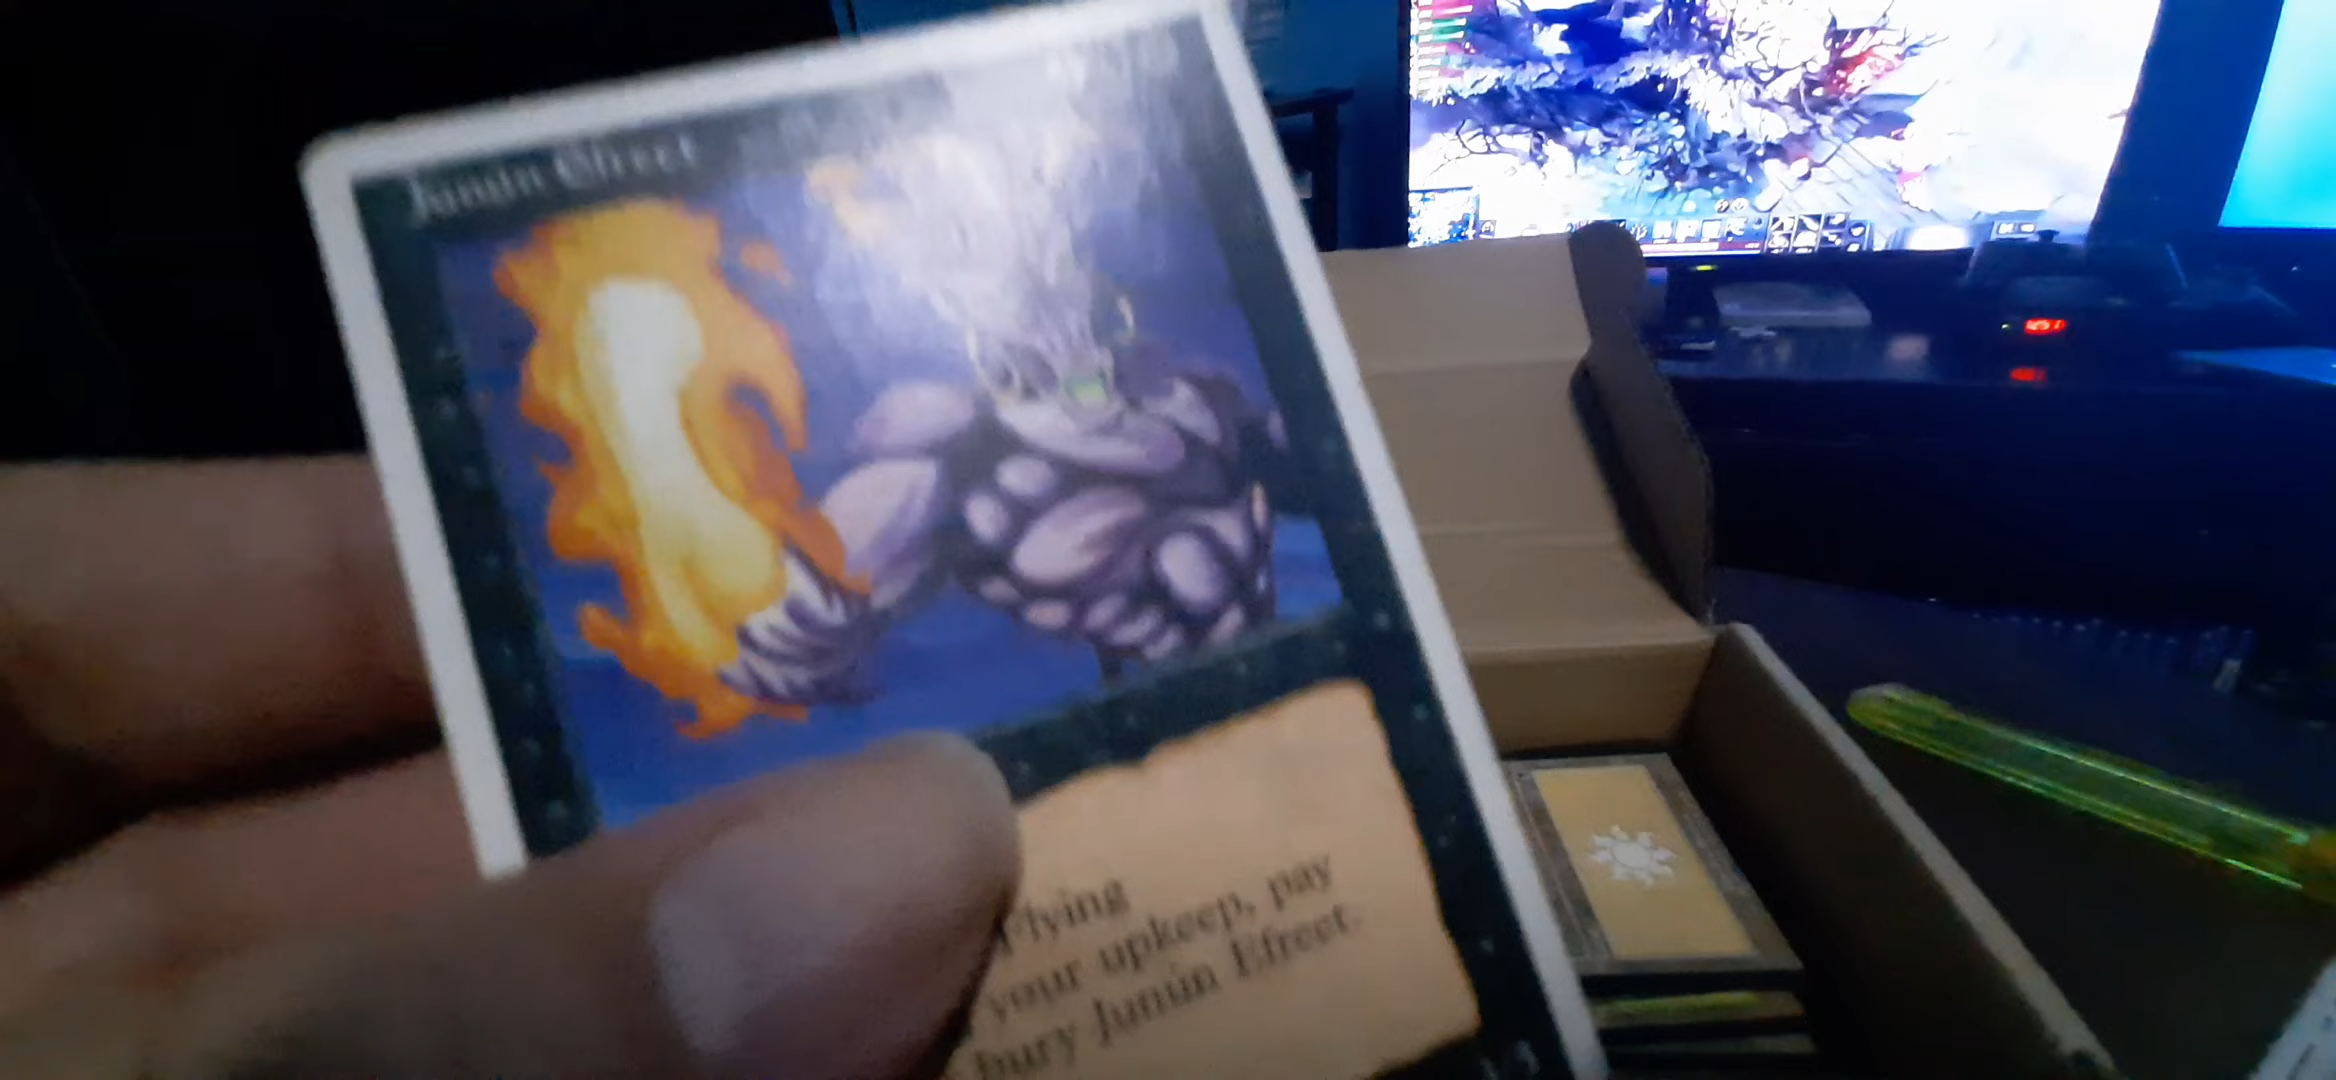 Junún Efreet
Flying
your upkeep, pay
bury Junún Efreet.